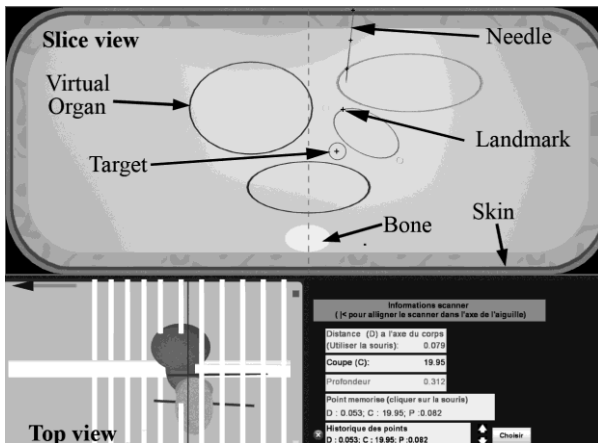 Slice view
Needle
Virtual
Organ
Landmark
Target
Bone
Skin
Top view
Informations scanner
( )< pour alligner le scanner dans l'axe de l'aiguille)
Distance (D) a l'axe du corps
(Utiliser la souris): 0.079
Coupe (C): 19.95
Profondeur 0.312
Point memorise (cliquer sur la souris)
D : 0.053; C : 19.95; P :0.082
Historique des points
D : 0.053; C : 19.95; P :0.082
Choisir